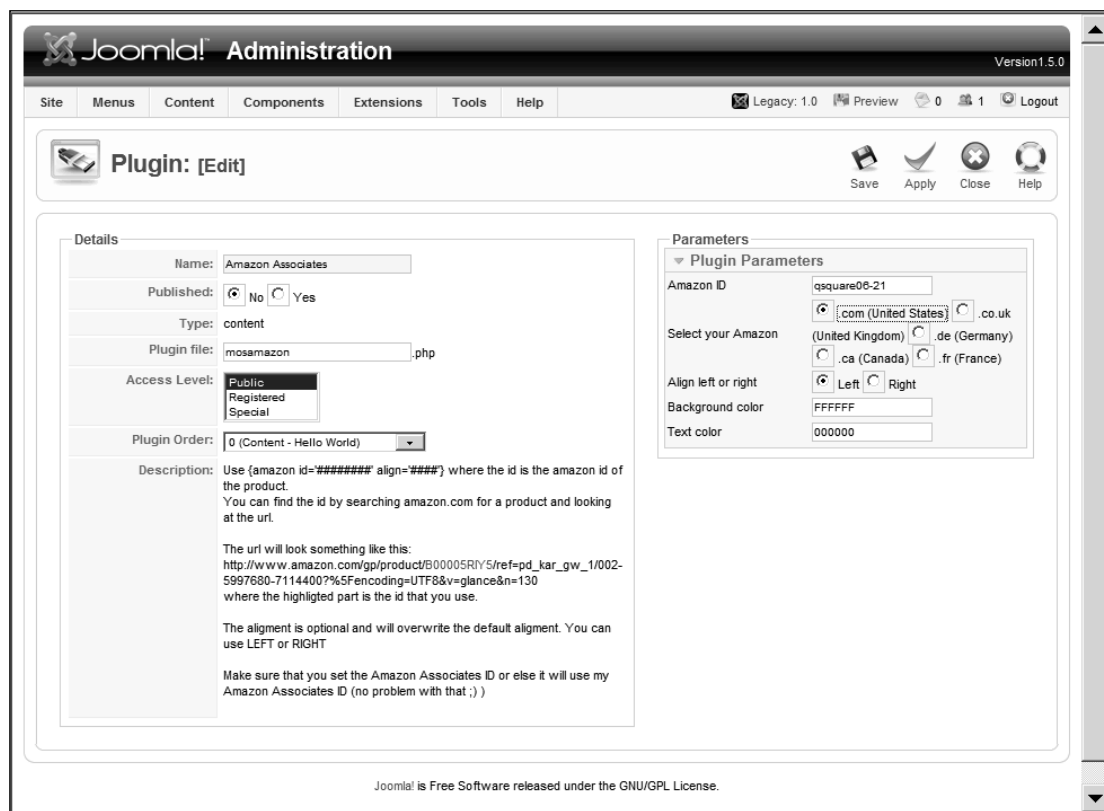 Joomla! Administration
Version1.5.0
Site Menus Content Components Extensions Tools Help Legacy: 1.0 Preview 0 1 Logout
Plugin: [Edit]
Save Apply Close Help
Details
Name: Amazon Associates
Published: No Yes
Type: content
Plugin file: mosamazon .php
Access Level: Public
Registered
Special
Plugin Order: 0 (Content - Hello World)
Description: Use {amazon id='########' align='####'} where the id is the amazon id of
the product.
You can find the id by searching amazon.com for a product and looking
at the url.
The url will look something like this:
http://www.amazon.com/gp/product/B00005RIY5/ref=pd_kar_gw_1/002-
5997680-7114400?%5Fencoding=UTF8&v=glance&n=130
where the highligted part is the id that you use.
The aligment is optional and will overwrite the default aligment. You can
use LEFT or RIGHT
Make sure that you set the Amazon Associates ID or else it will use my
Amazon Associates ID (no problem with that ;) )
Parameters
Plugin Parameters
Amazon ID qsquare06-21
Select your Amazon
.com (United States) .co.uk
(United Kingdom) .de (Germany)
.ca (Canada) .fr (France)
Align left or right Left Right
Background color FFFFFF
Text color 000000
Joomla! is Free Software released under the GNU/GPL License.